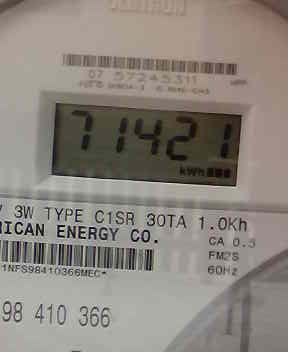 07 57245311
71421
kWh
V 3W TYPE C1SR 30TA 1.0Kh
RICAN ENERGY CO.
CA 0.3
FM2S
60Hz
1NFS98410366MEC*
98 410 366